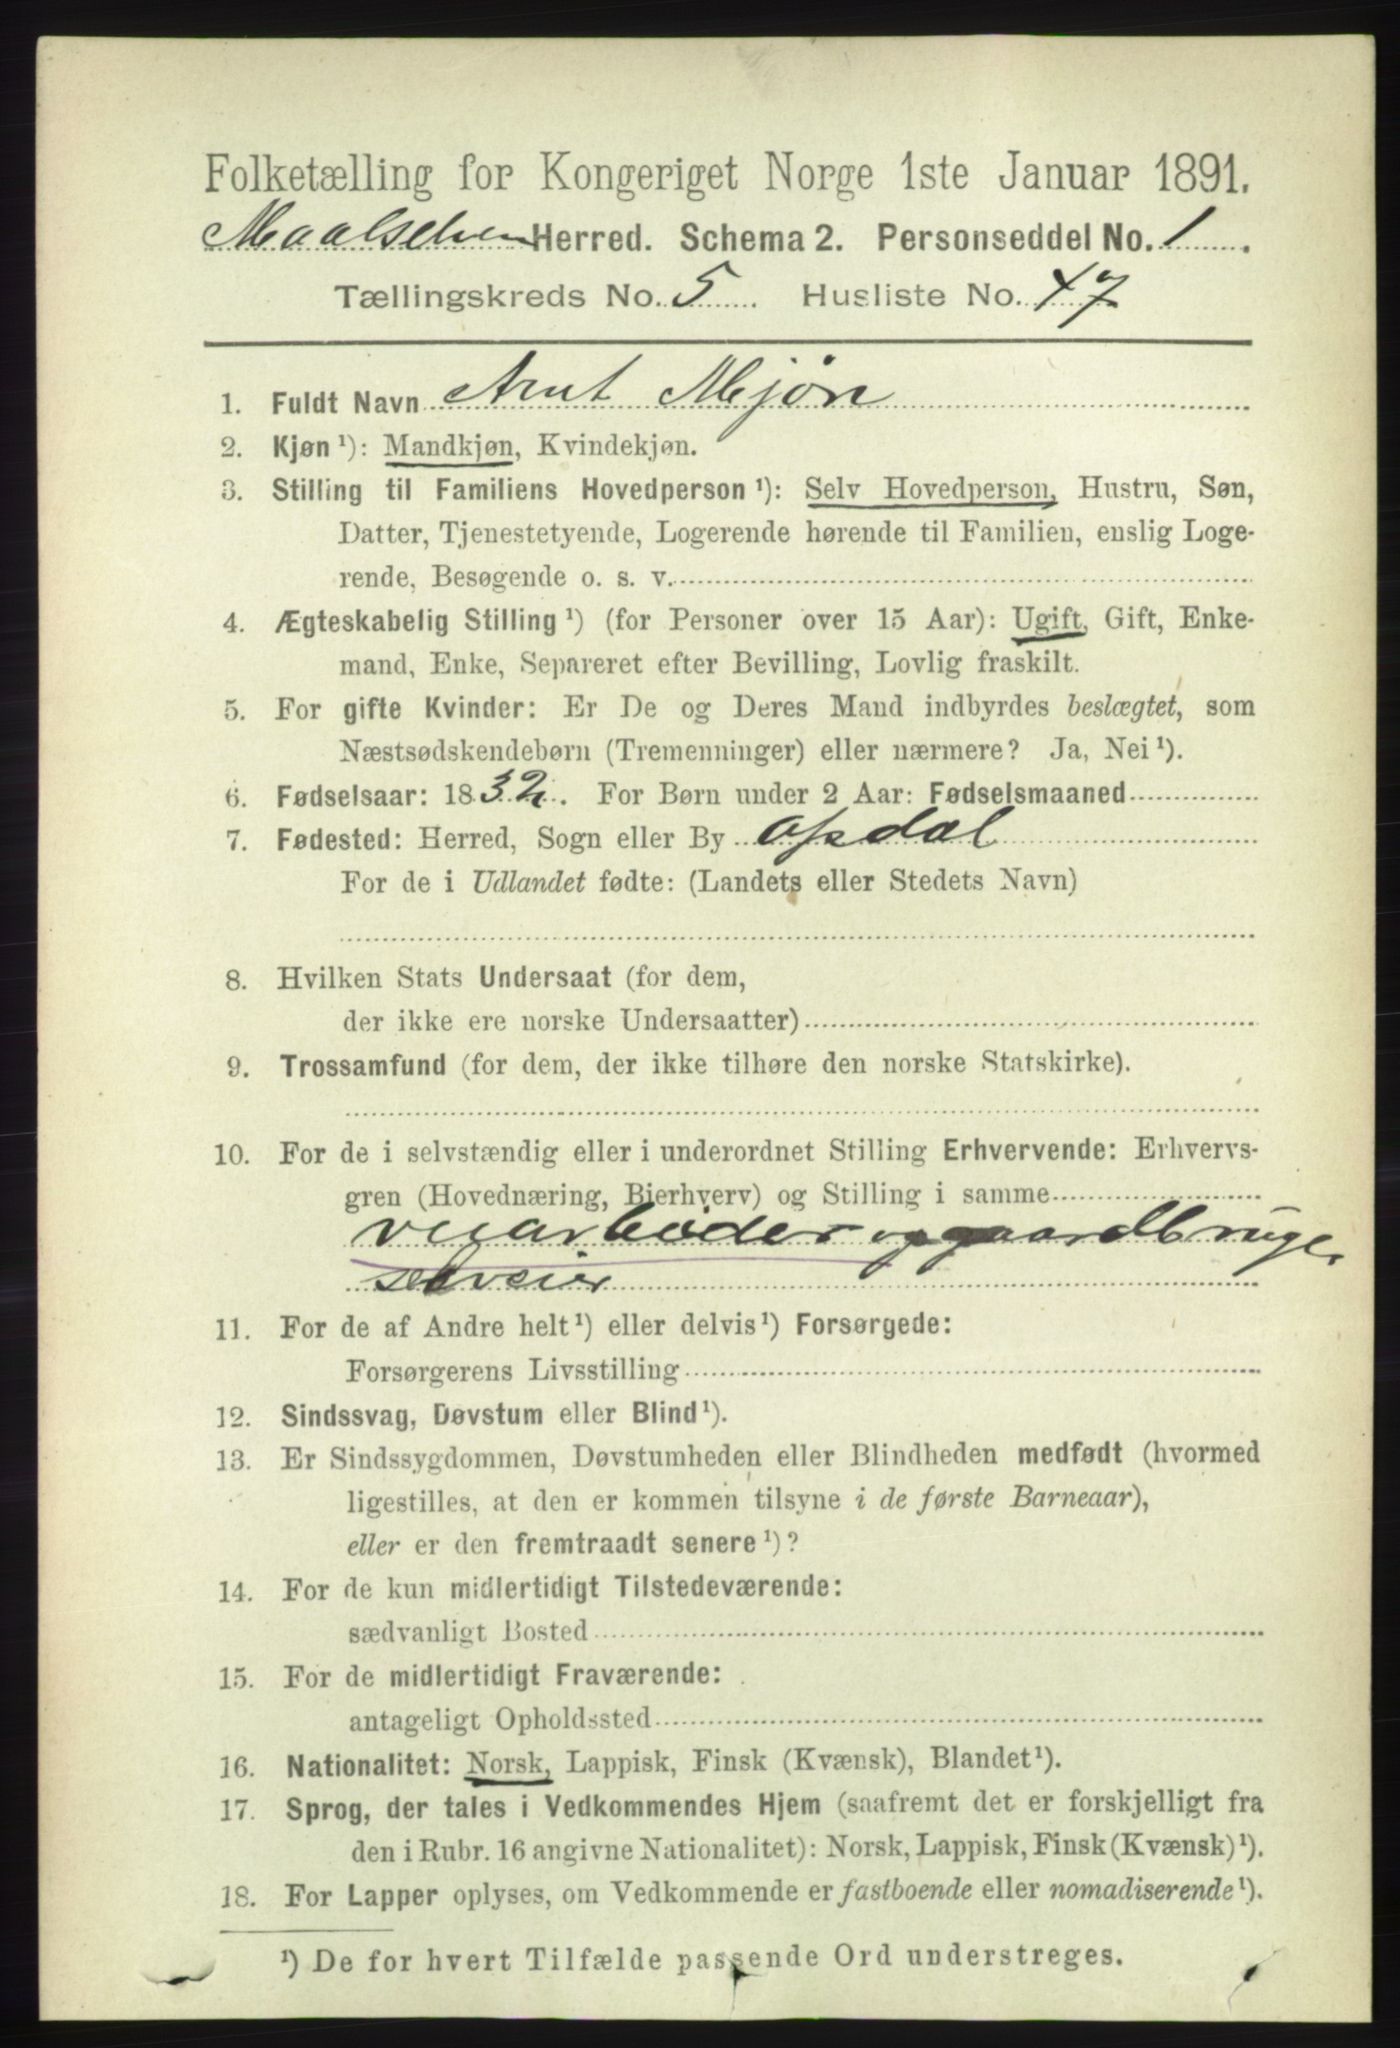 Folketælling for Kongeriget Norge 1ste Januar 1891.
Maalselven Herred. Schema 2. Personseddel No. 1.
Tællingskreds No. 5. Husliste No. 47
1. Fuldt Navn Arnt Mjøn
2. Kjøn ¹): Mandkjøn, Kvindekjøn.
3. Stilling til Familiens Hovedperson ¹): Selv Hovedperson, Hustru, Søn,
Datter, Tjenestetyende, Logerende hørende til Familien, enslig Loge-
rende, Besøgende o. s. v.
4. Ægteskabelig Stilling ¹) (for Personer over 15 Aar): Ugift, Gift, Enke-
mand, Enke, Separeret efter Bevilling, Lovlig fraskilt.
5. For gifte Kvinder: Er De og Deres Mand indbyrdes beslægtet, som
Næstsødskendebørn (Tremenninger) eller nærmere? Ja, Nei ¹).
6. Fødselsaar: 1832. For Børn under 2 Aar: Fødselsmaaned
7. Fødested: Herred, Sogn eller By Opdal
For de i Udlandet fødte: (Landets eller Stedets Navn)
8. Hvilken Stats Undersaat (for dem,
der ikke ere norske Undersaatter)
9. Trossamfund (for dem, der ikke tilhøre den norske Statskirke).
10. For de i selvstændig eller i underordnet Stilling Erhvervende: Erhvervs-
gren (Hovednæring, Bierhverv) og Stilling i samme
veiarbeider og gaardbruger
selveier
11. For de af Andre helt ¹) eller delvis ¹) Forsørgede:
Forsørgerens Livsstilling
12. Sindssvag, Døvstum eller Blind ¹).
13. Er Sindssygdommen, Døvstumheden eller Blindheden medfødt (hvormed
ligestilles, at den er kommen tilsyne i de første Barneaar),
eller er den fremtraadt senere ¹)?
14. For de kun midlertidigt Tilstedeværende:
sædvanligt Bosted
15. For de midlertidigt Fraværende:
antageligt Opholdssted
16. Nationalitet: Norsk, Lappisk, Finsk (Kvænsk), Blandet ¹).
17. Sprog, der tales i Vedkommendes Hjem (saafremt det er forskjelligt fra
den i Rubr. 16 angivne Nationalitet): Norsk, Lappisk, Finsk (Kvænsk) ¹).
18. For Lapper oplyses, om Vedkommende er fastboende eller nomadiserende ¹).
¹) De for hvert Tilfælde passende Ord understreges.